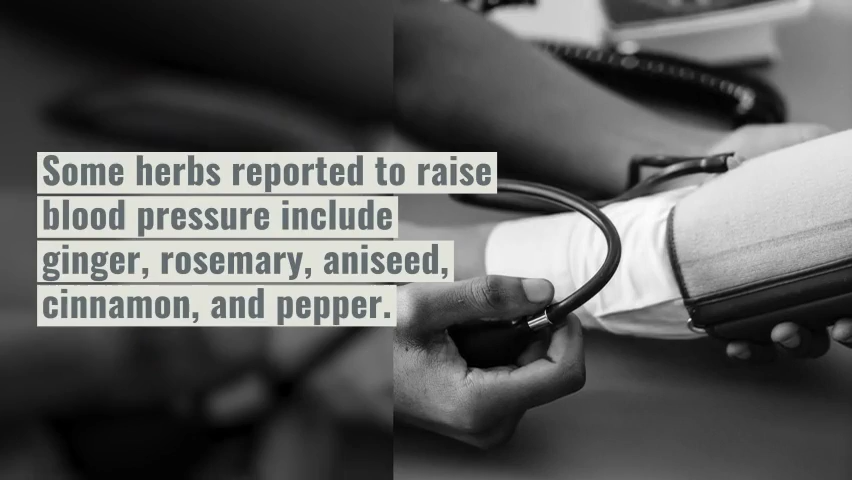 Some herbs reported to raise
blood pressure include
ginger, rosemary, aniseed,
cinnamon, and pepper.